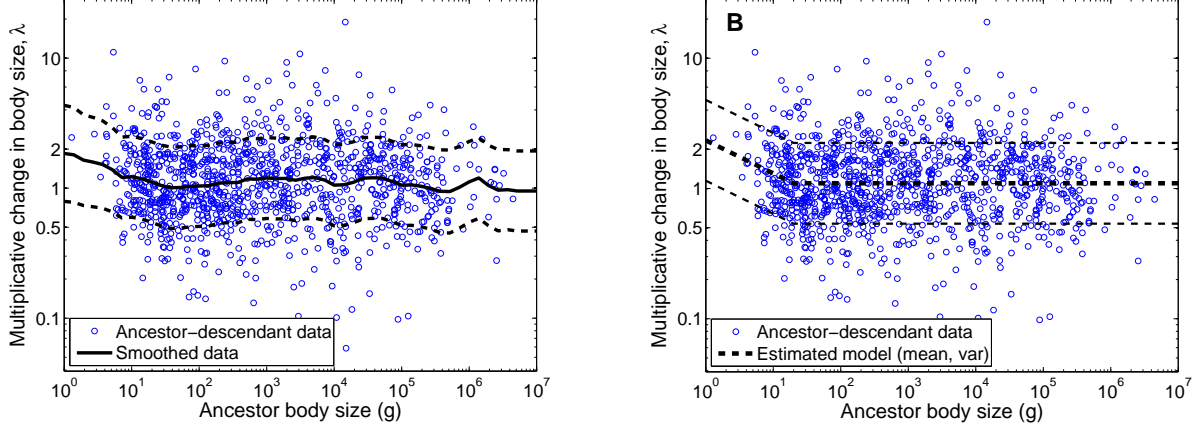 Multiplicative change in body size, λ
10
2
1
0.5
0.1
Ancestor−descendant data
Smoothed data
10^0 10^1 10^2 10^3 10^4 10^5 10^6 10^7
Ancestor body size (g)
B
Multiplicative change in body size, λ
10
2
1
0.5
0.1
Ancestor−descendant data
Estimated model (mean, var)
10^0 10^1 10^2 10^3 10^4 10^5 10^6 10^7
Ancestor body size (g)